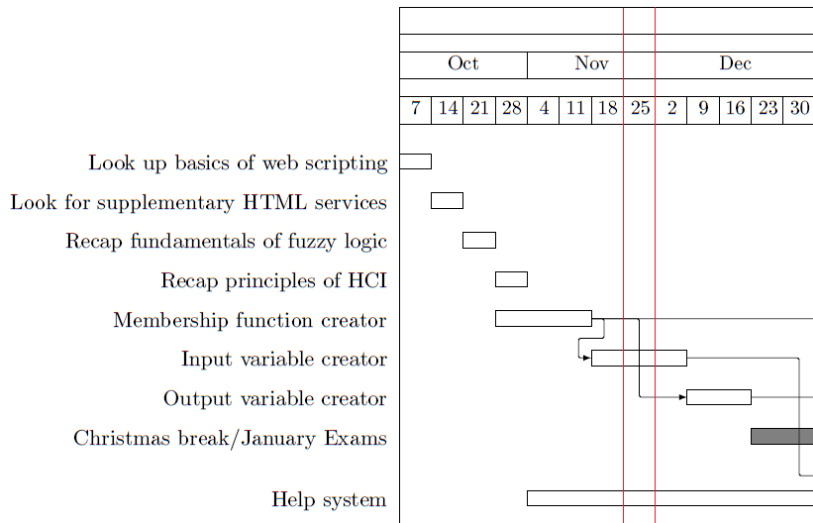 Oct Nov Dec
7 14 21 28 4 11 18 25 2 9 16 23 30
Look up basics of web scripting
Look for supplementary HTML services
Recap fundamentals of fuzzy logic
Recap principles of HCI
Membership function creator
Input variable creator
Output variable creator
Christmas break/January Exams
Help system